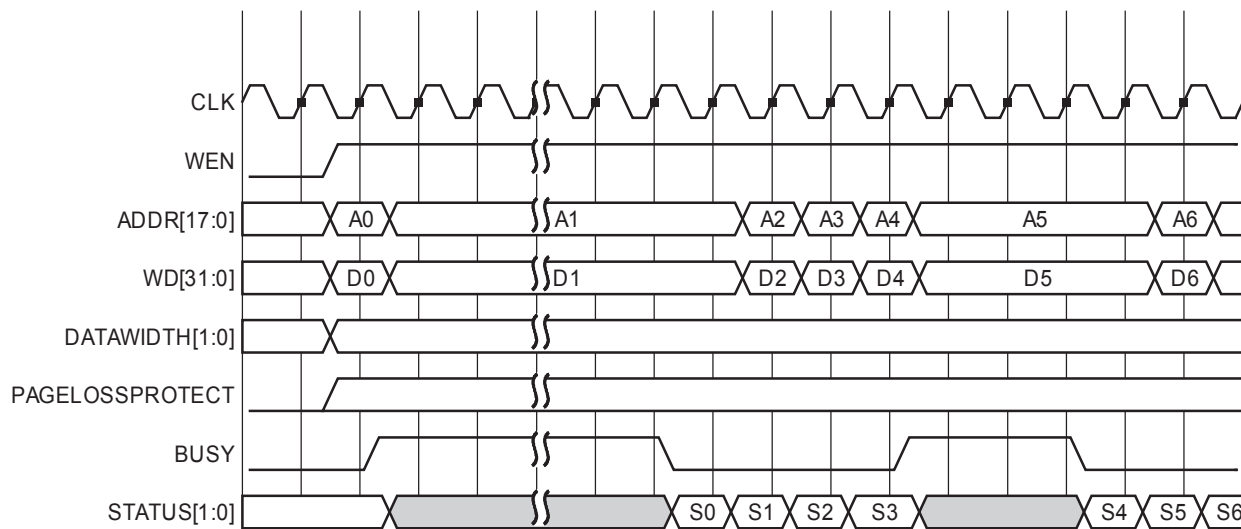 CLK
WEN
ADDR[17:0] A0 A1 A2 A3 A4 A5 A6
WD[31:0] D0 D1 D2 D3 D4 D5 D6
DATAWIDTH[1:0]
PAGELOSSPROTECT
BUSY
STATUS[1:0] S0 S1 S2 S3 S4 S5 S6